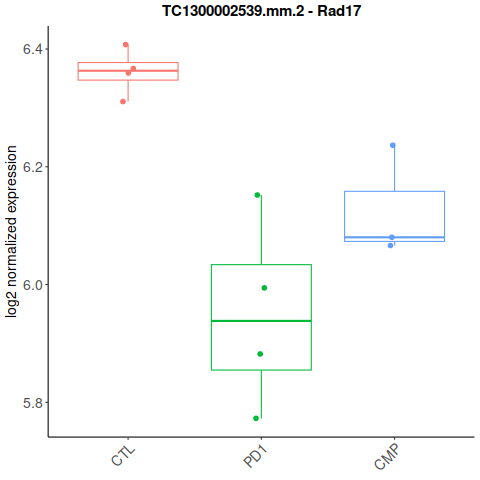 TC1300002539.mm.2 - Rad17
log2 normalized expression
6.4
6.2
6.0
5.8
CTL
PD1
CMP